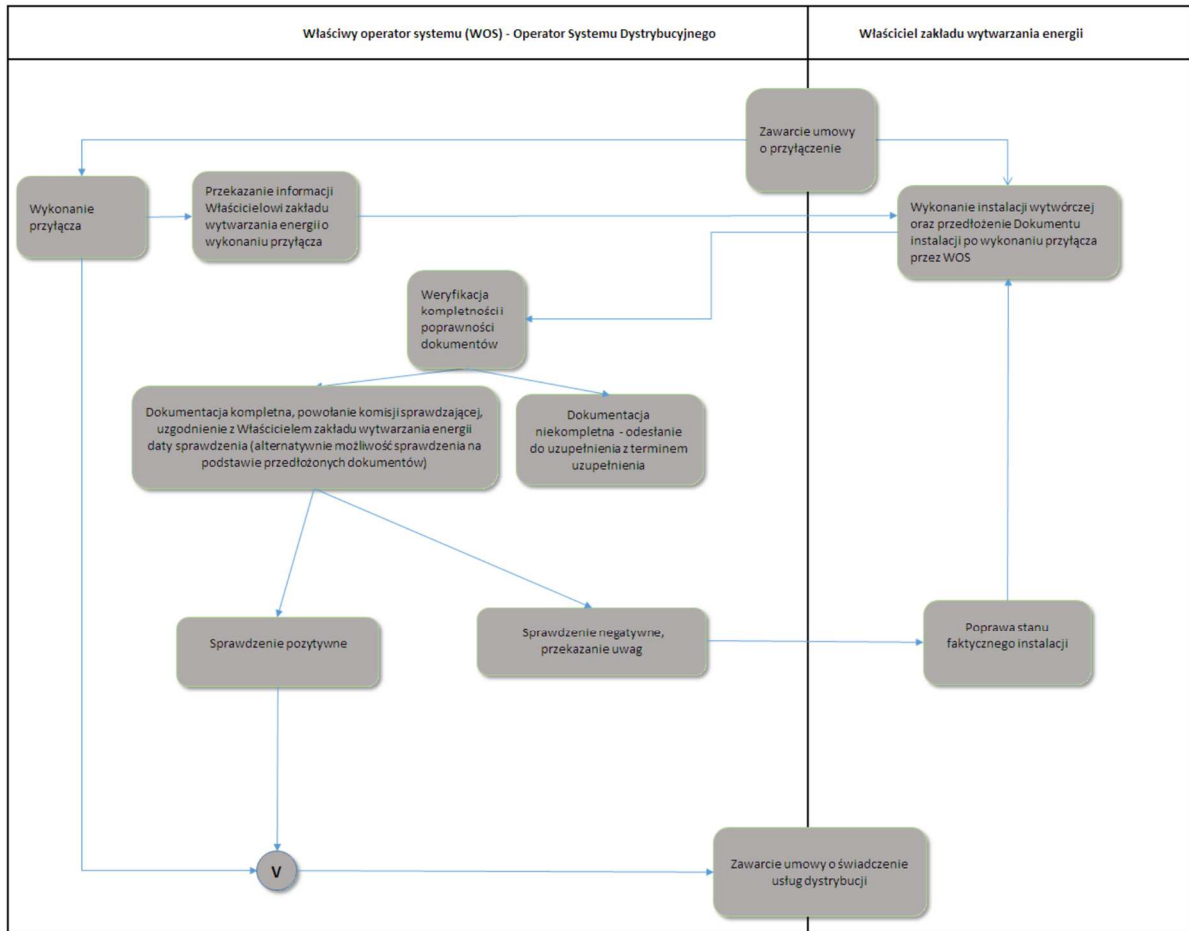 Właściwy operator systemu (WOS) - Operator Systemu Dystrybucyjnego
Właściciel zakładu wytwarzania energii
Zawarcie umowy
o przyłączenie
Wykonanie
przyłącza
Przekazanie informacji
Właścicielowi zakładu
wytwarzania energii o
wykonaniu przyłącza
Wykonanie instalacji wytwórczej
oraz przedłożenie Dokumentu
instalacji po wykonaniu przyłącza
przez WOS
Weryfikacja
kompletności i
poprawności
dokumentów
Dokumentacja kompletna, powołanie komisji sprawdzającej,
uzgodnienie z Właścicielem zakładu wytwarzania energii
daty sprawdzenia (alternatywnie możliwość sprawdzenia na
podstawie przedłożonych dokumentów)
Dokumentacja
niekompletna - odesłanie
do uzupełnienia z terminem
uzupełnienia
Sprawdzenie pozytywne
Sprawdzenie negatywne,
przekazanie uwag
Poprawa stanu
faktycznego instalacji
V
Zawarcie umowy o świadczenie
usług dystrybucji